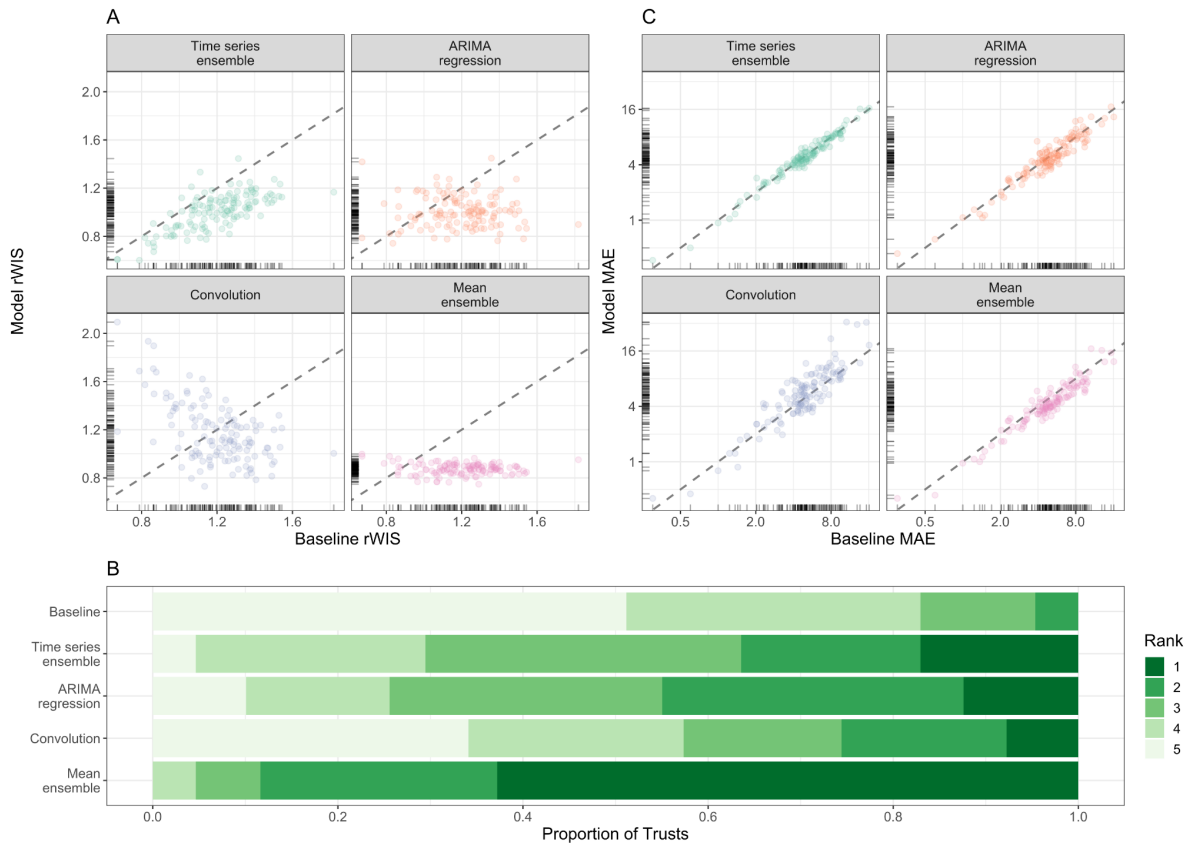 A
Time series
ensemble
ARIMA
regression
2.0
1.6
1.2
0.8
Convolution
Mean
ensemble
2.0
1.6
1.2
0.8
0.8
1.2
1.6
0.8
1.2
1.6
Model rWIS
Baseline rWIS
C
Time series
ensemble
ARIMA
regression
16
4
1
Convolution
Mean
ensemble
16
4
1
0.5
2.0
8.0
0.5
2.0
8.0
Model MAE
Baseline MAE
B
Baseline
Time series
ensemble
ARIMA
regression
Convolution
Mean
ensemble
0.0
0.2
0.4
0.6
0.8
1.0
Proportion of Trusts
Rank
1
2
3
4
5